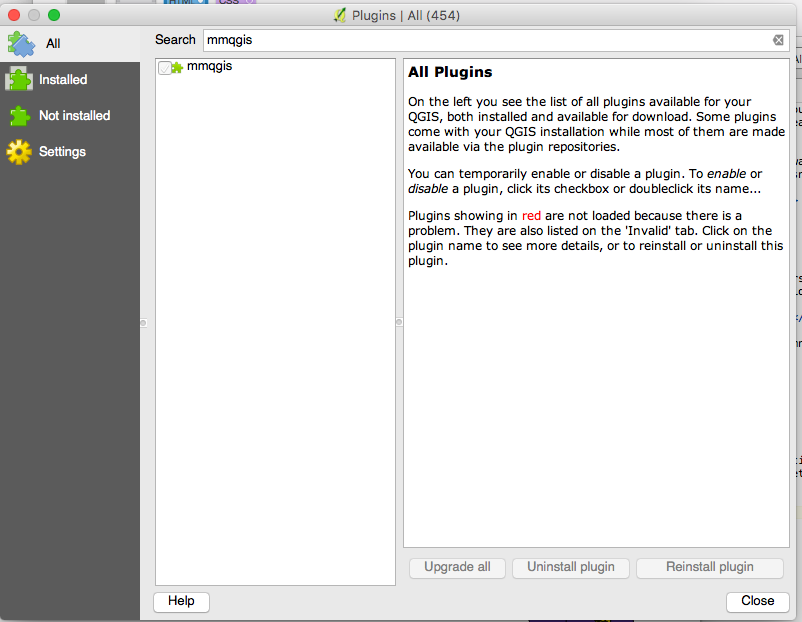 HTML CSS
Plugins | All (454)
All
Installed
Not installed
Settings
Search mmqgis
mmqgis
All Plugins
On the left you see the list of all plugins available for your
QGIS, both installed and available for download. Some plugins
come with your QGIS installation while most of them are made
available via the plugin repositories.
You can temporarily enable or disable a plugin. To enable or
disable a plugin, click its checkbox or doubleclick its name...
Plugins showing in red are not loaded because there is a
problem. They are also listed on the 'Invalid' tab. Click on the
plugin name to see more details, or to reinstall or uninstall this
plugin.
Upgrade all Uninstall plugin Reinstall plugin
Help Close